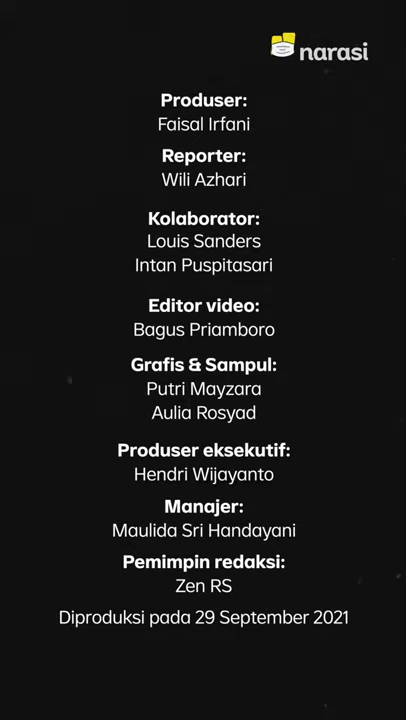 narasi
Produser:
Faisal Irfani
Reporter:
Wili Azhari
Kolaborator:
Louis Sanders
Intan Puspitasari
Editor video:
Bagus Priamboro
Grafis & Sampul:
Putri Mayzara
Aulia Rosyad
Produser eksekutif:
Hendri Wijayanto
Manajer:
Maulida Sri Handayani
Pemimpin redaksi:
Zen RS
Diproduksi pada 29 September 2021